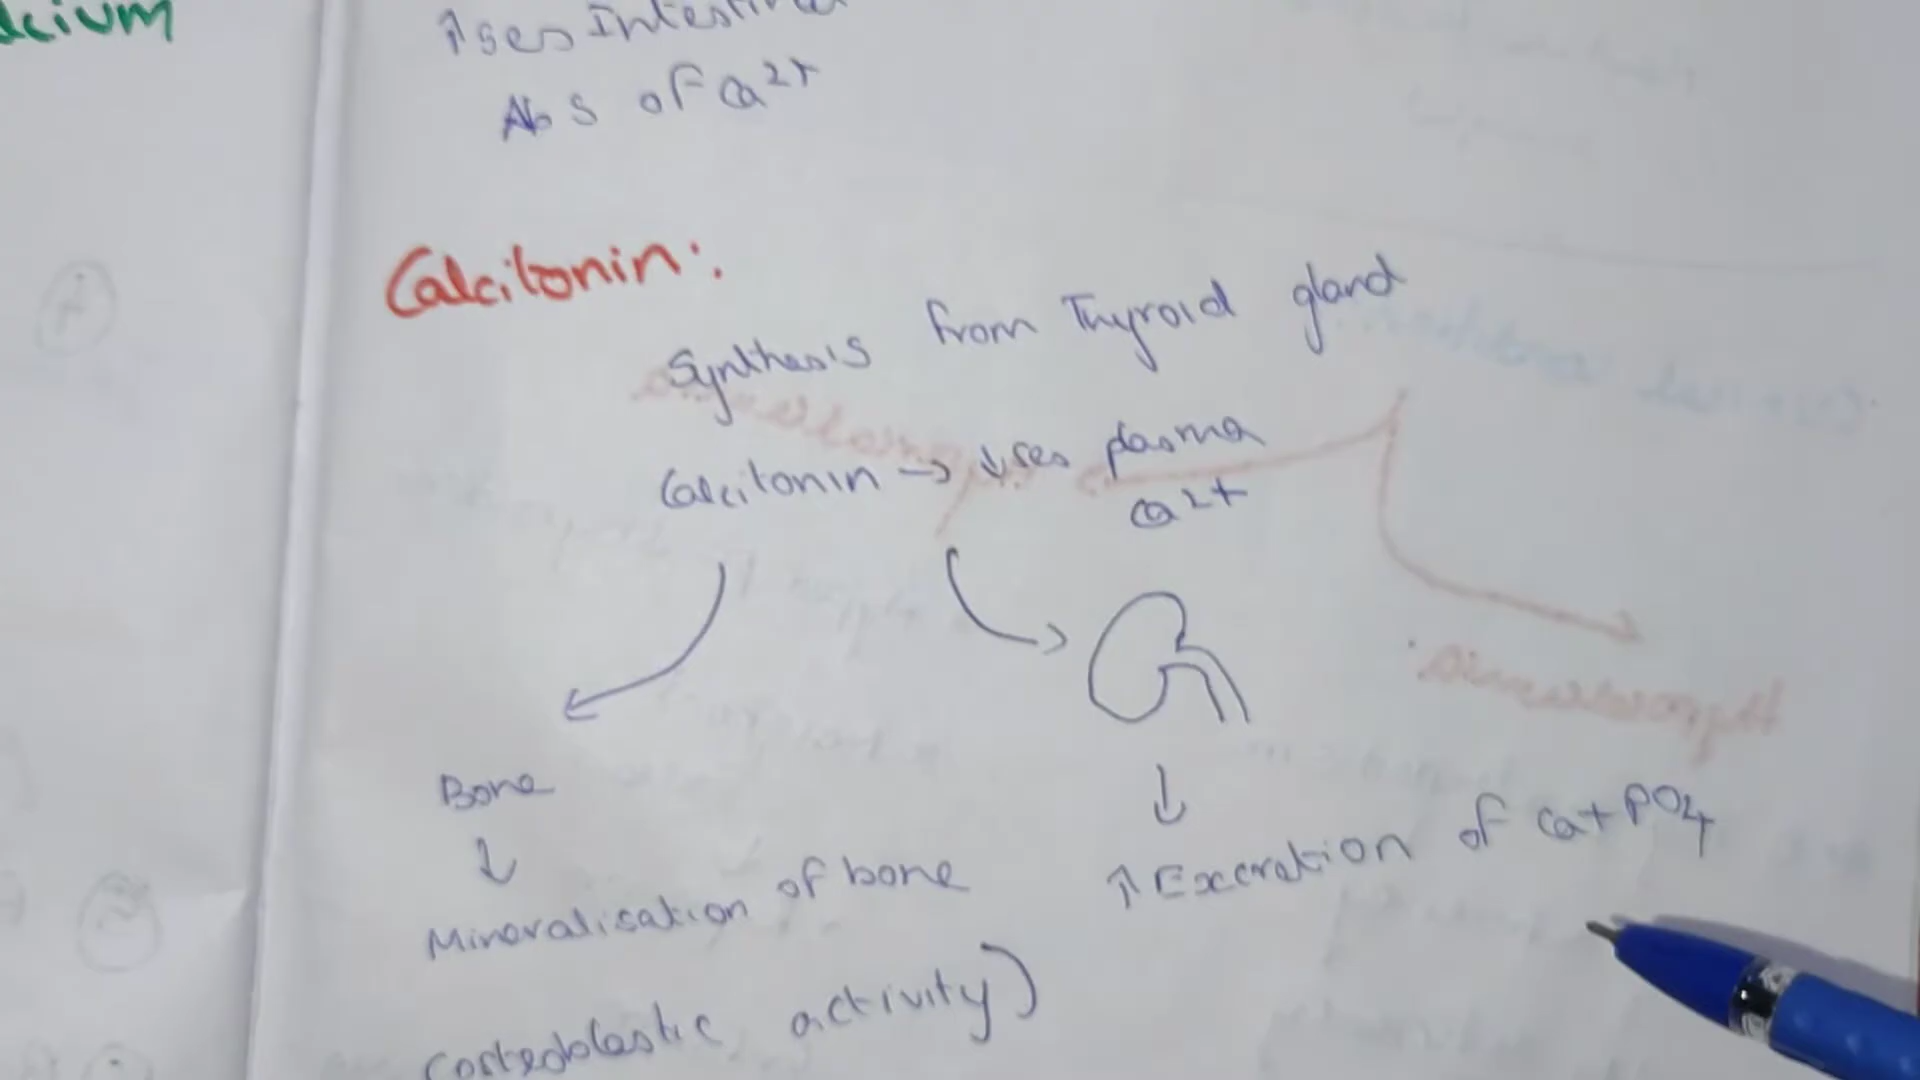 ↑ses Intestinal
Abs of Ca2+
Calcitonin:
Synthesis from Thyroid gland
Calcitonin → ↓ses plasma
Ca2+
Bone
↓
↓
Mineralisation of bone
↑ Excretion of Ca+PO4
(osteoblastic activity)